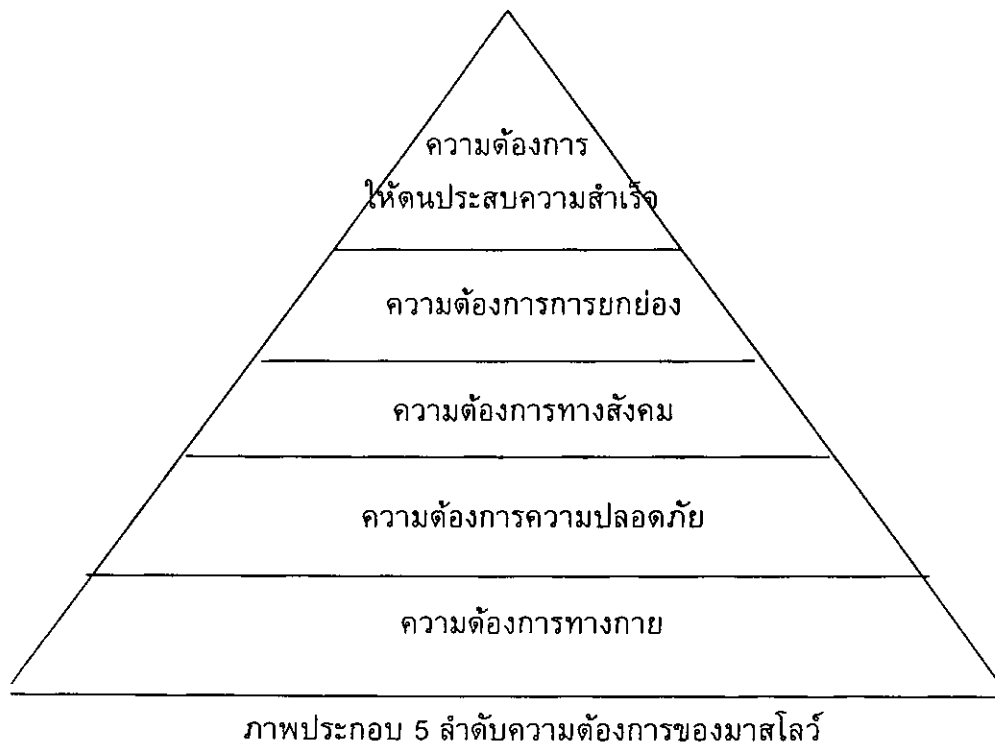 ความต้องการ
ให้ตนประสบความสำเร็จ
ความต้องการการยกย่อง
ความต้องการทางสังคม
ความต้องการความปลอดภัย
ความต้องการทางกาย
ภาพประกอบ 5 ลำดับความต้องการของมาสโลว์